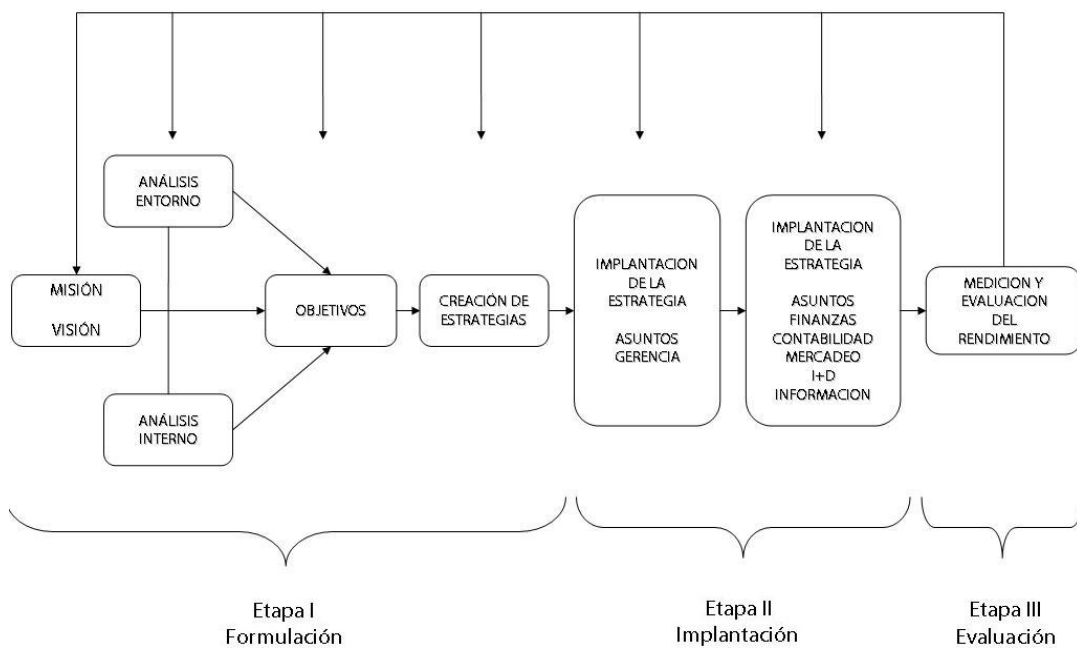 ANÁLISIS
ENTORNO
MISIÓN
VISIÓN
ANÁLISIS
INTERNO
OBJETIVOS
CREACIÓN DE
ESTRATEGIAS
IMPLANTACION
DE LA
ESTRATEGIA
ASUNTOS
GERENCIA
IMPLANTACION
DE LA
ESTRATEGIA
ASUNTOS
FINANZAS
CONTABILIDAD
MERCADEO
I+D
INFORMACION
MEDICION Y
EVALUACION
DEL
RENDIMIENTO
Etapa I
Formulación
Etapa II
Implantación
Etapa III
Evaluación